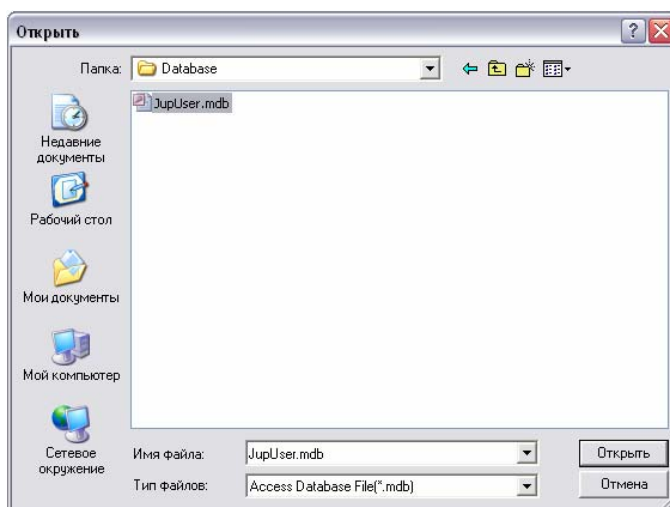 Открыть
Папка:
Database
JupUser.mdb
Недавние
документы
Рабочий стол
Мои документы
Мой компьютер
Сетевое
окружение
Имя файла:
JupUser.mdb
Открыть
Тип файлов:
Access Database File(*.mdb)
Отмена